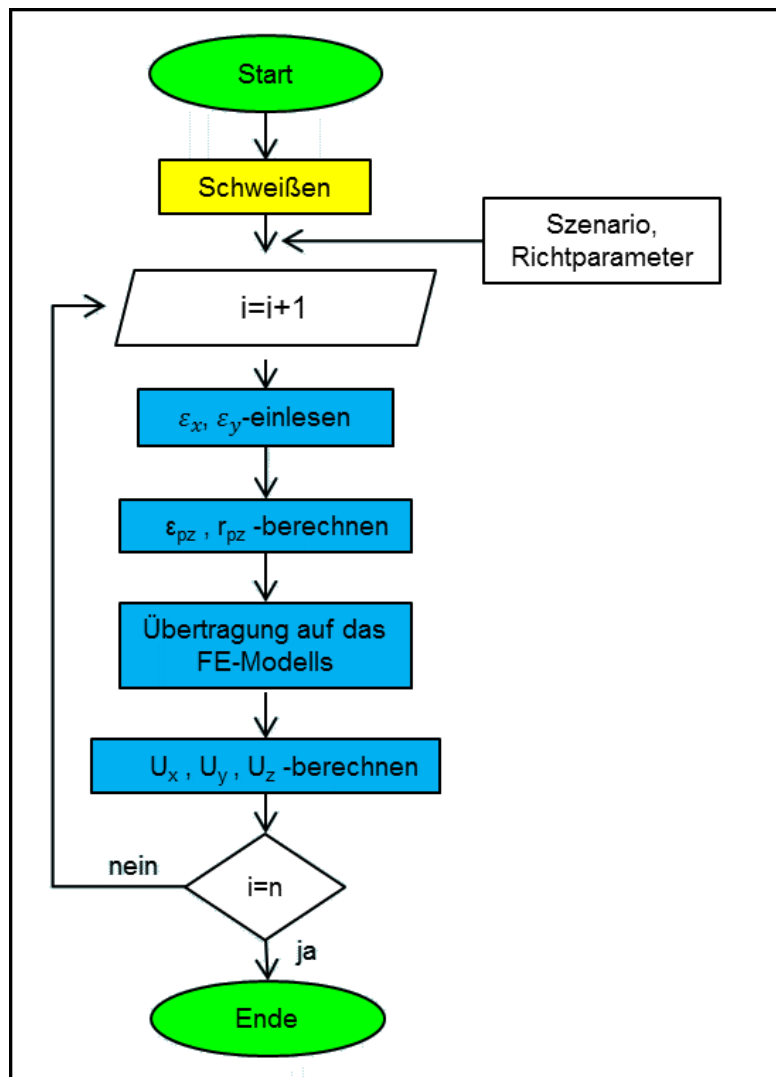 Start
Schweißen
Szenario,
Richtparameter
i=i+1
εx, εy-einlesen
εpz , rpz -berechnen
Übertragung auf das
FE-Modells
Ux , Uy , Uz -berechnen
nein
i=n
ja
Ende